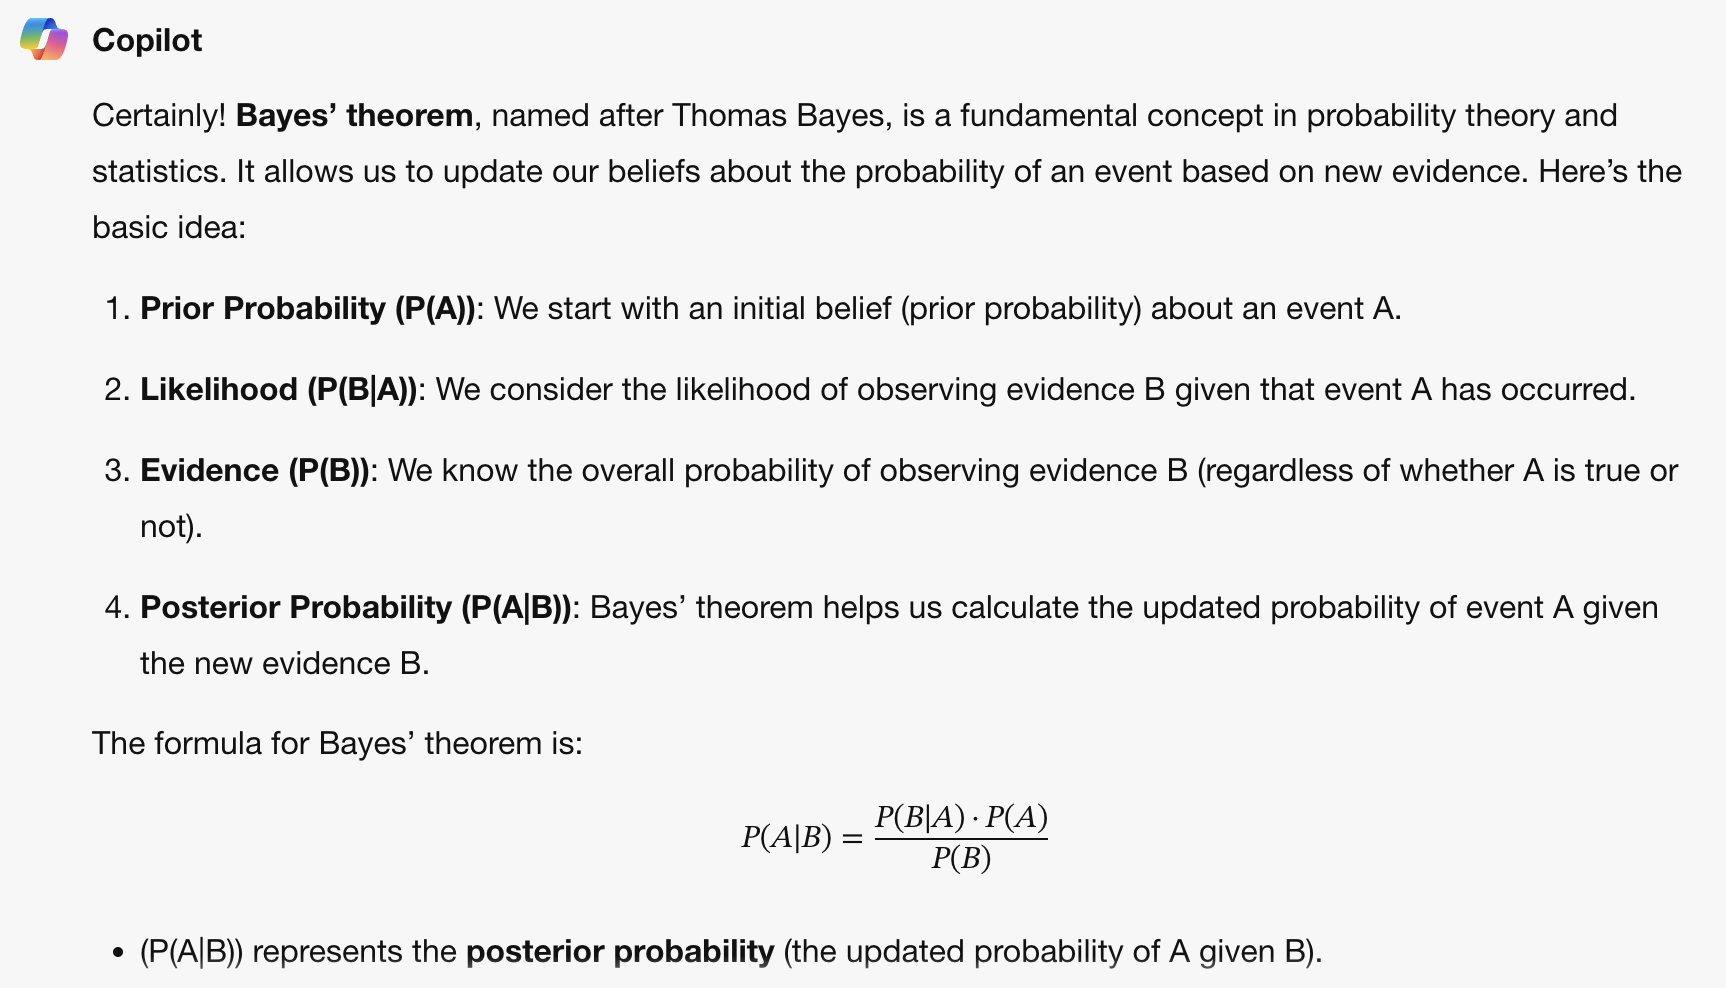 Copilot
Certainly! Bayes’ theorem, named after Thomas Bayes, is a fundamental concept in probability theory and
statistics. It allows us to update our beliefs about the probability of an event based on new evidence. Here’s the
basic idea:
1. Prior Probability (P(A)): We start with an initial belief (prior probability) about an event A.
2. Likelihood (P(B|A)): We consider the likelihood of observing evidence B given that event A has occurred.
3. Evidence (P(B)): We know the overall probability of observing evidence B (regardless of whether A is true or
not).
4. Posterior Probability (P(A|B)): Bayes’ theorem helps us calculate the updated probability of event A given
the new evidence B.
The formula for Bayes’ theorem is:
P(A|B) = P(B|A) · P(A) / P(B)
• (P(A|B)) represents the posterior probability (the updated probability of A given B).